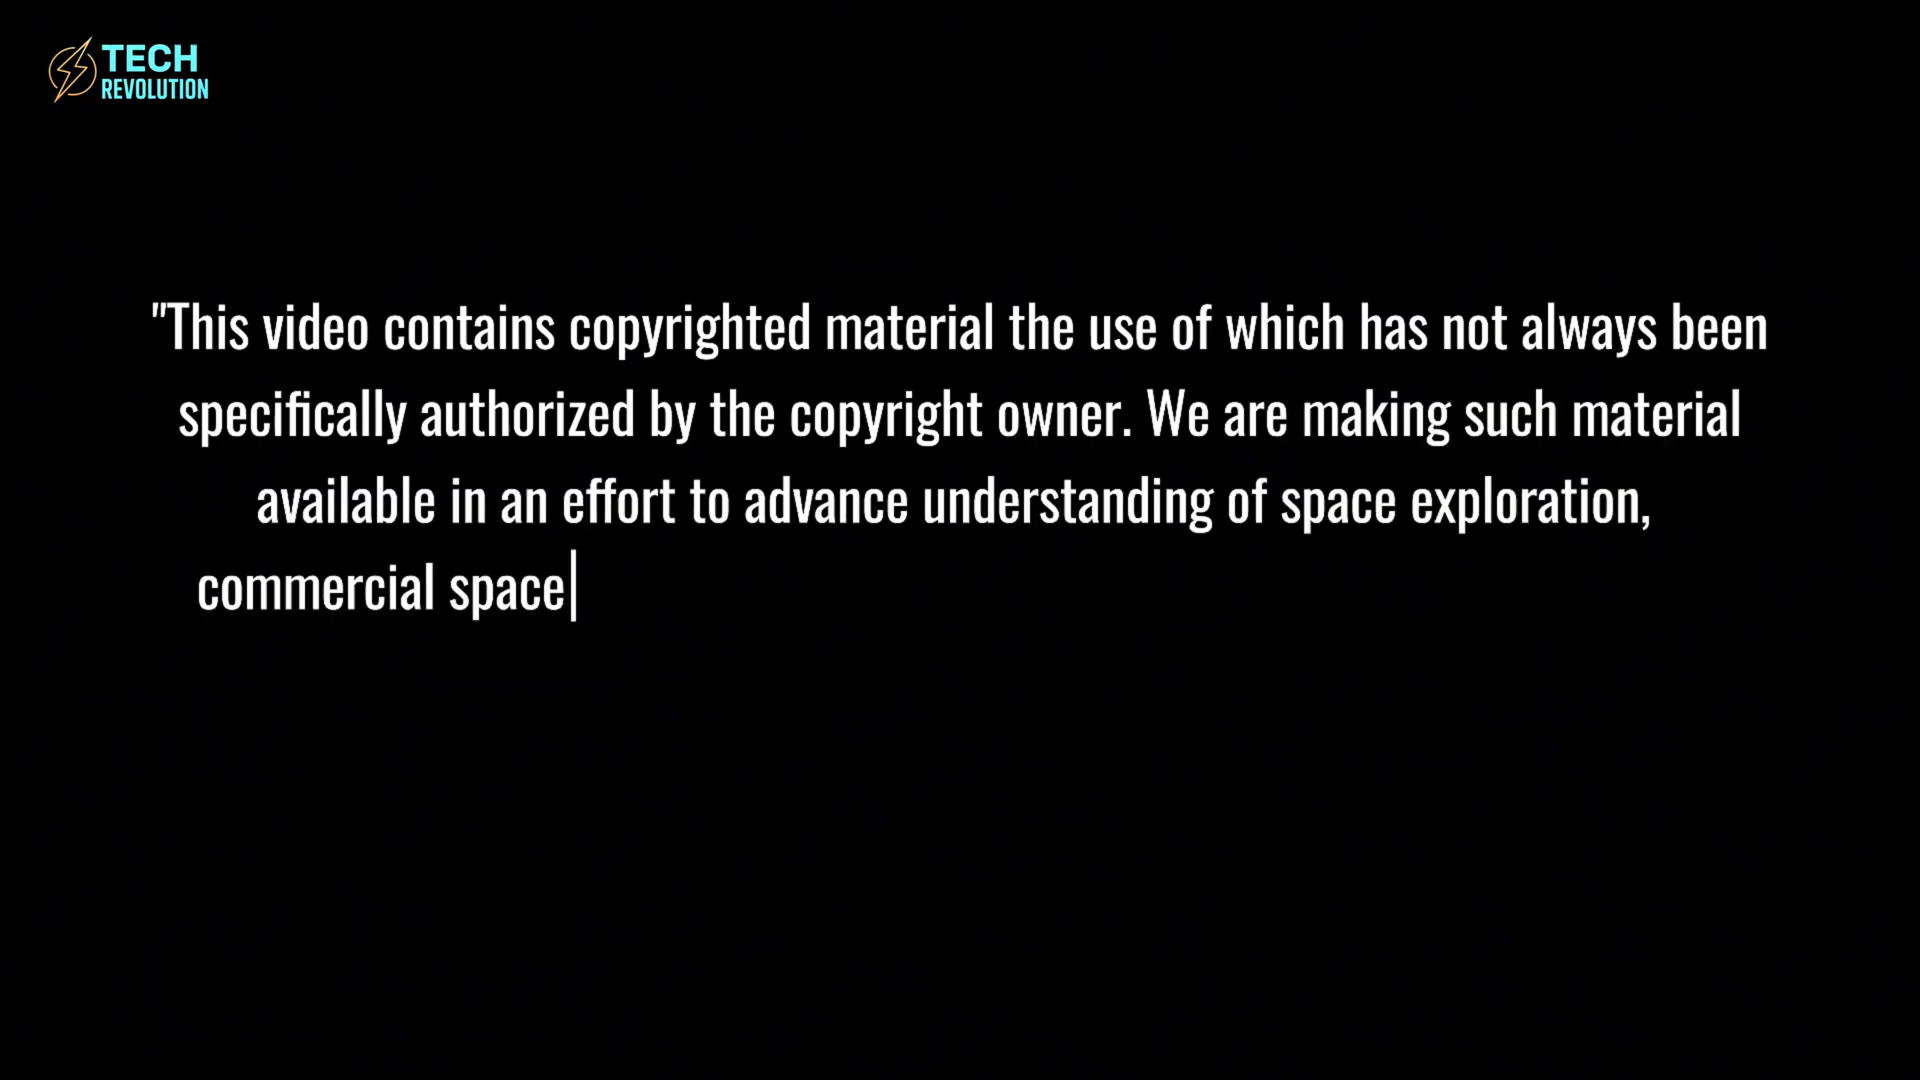 TECH
REVOLUTION
"This video contains copyrighted material the use of which has not always been
specifically authorized by the copyright owner. We are making such material
available in an effort to advance understanding of space exploration,
commercial space